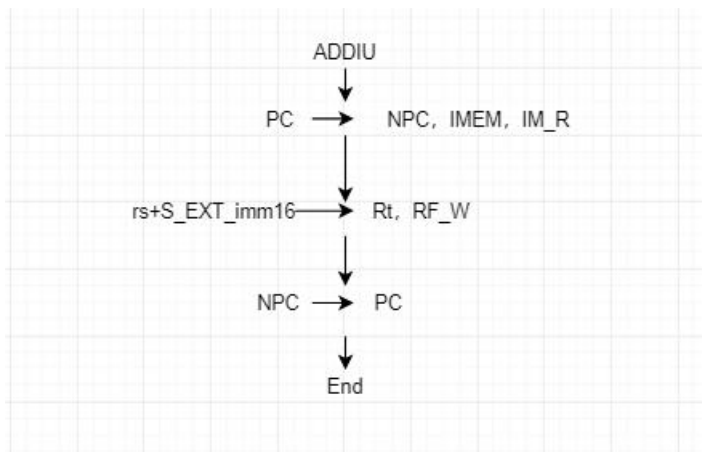 ADDIU
PC NPC, IMEM, IM_R
rs+S_EXT_imm16 Rt, RF_W
NPC PC
End